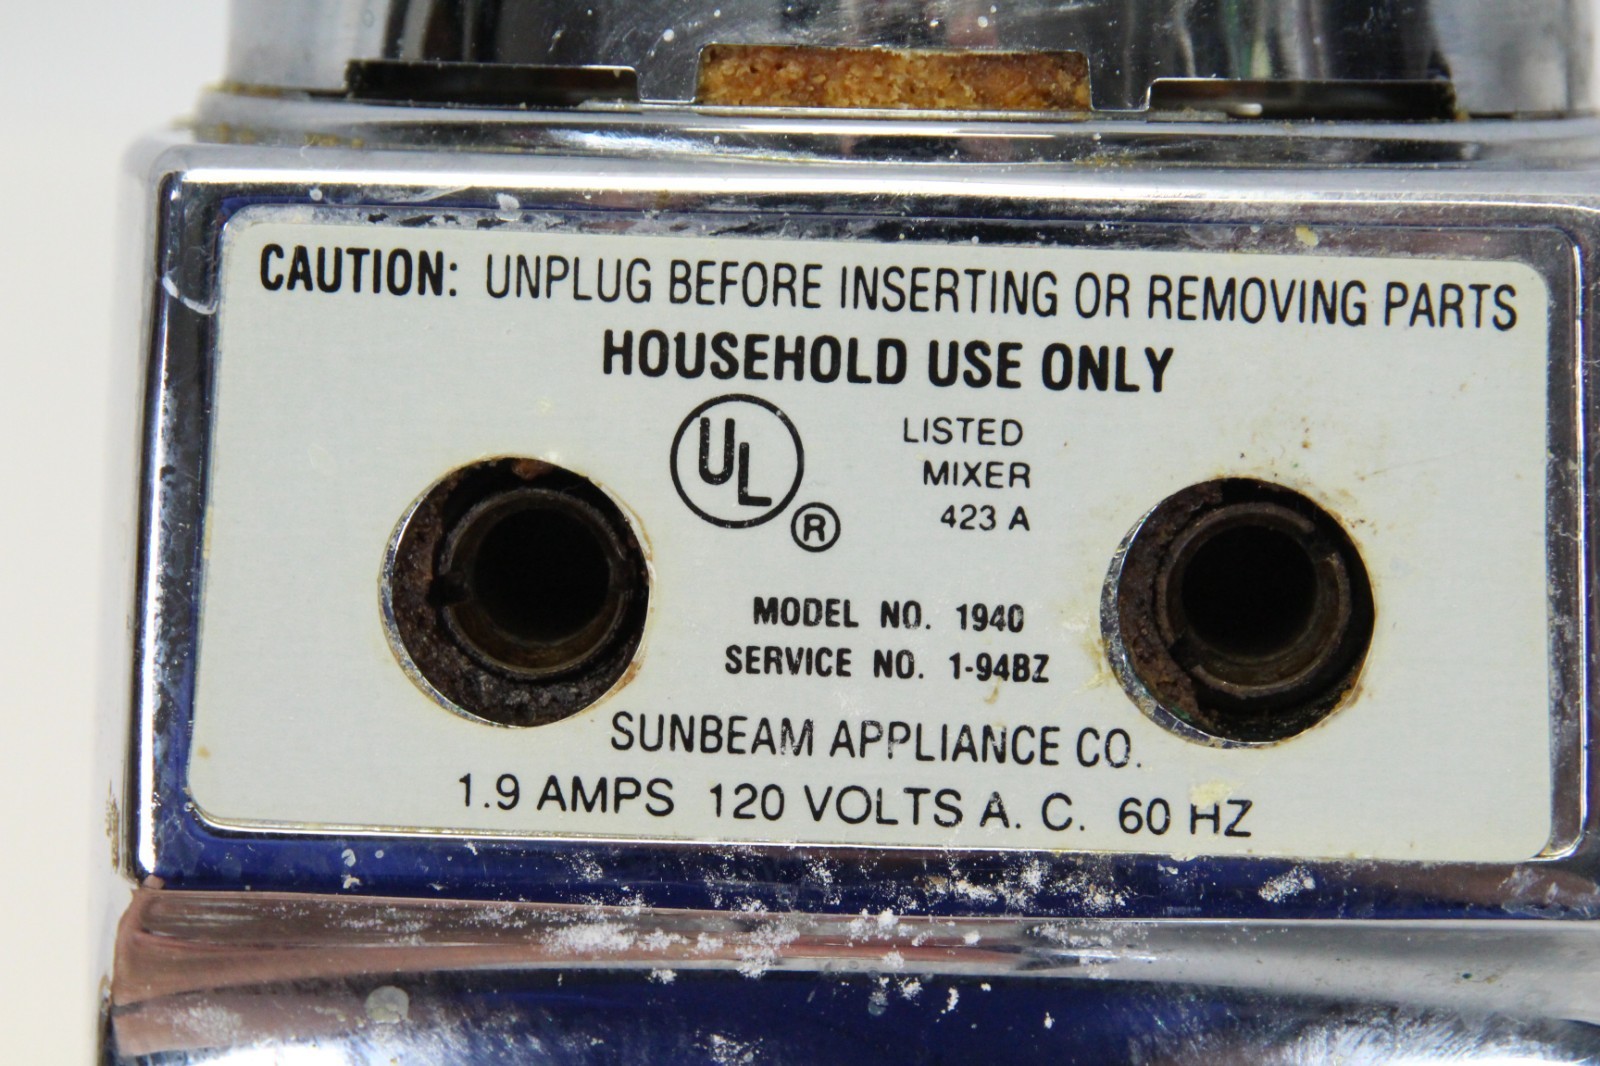 CAUTION: UNPLUG BEFORE INSERTING OR REMOVING PARTS
HOUSEHOLD USE ONLY
UL ®
LISTED
MIXER
423 A
MODEL NO. 1940
SERVICE NO. 1-94BZ
SUNBEAM APPLIANCE CO.
1.9 AMPS 120 VOLTS A. C. 60 HZ